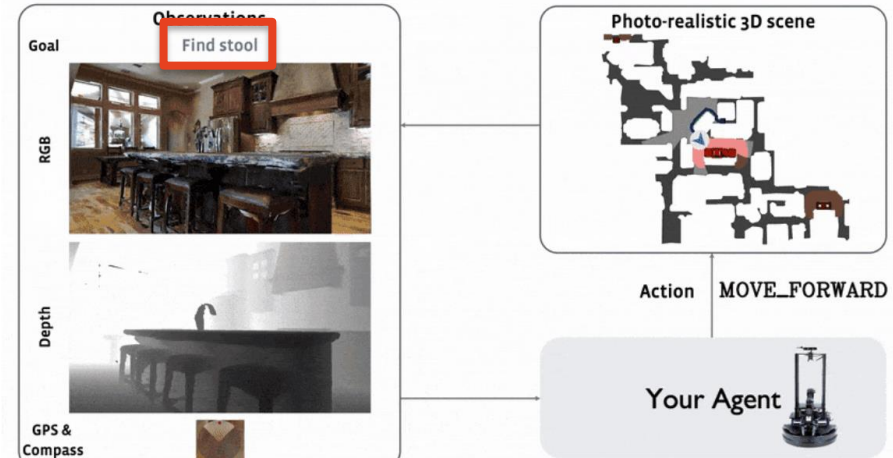 Observations
Goal
Find stool
RGB
Depth
GPS &
Compass
Photo-realistic 3D scene
Action
MOVE_FORWARD
Your Agent